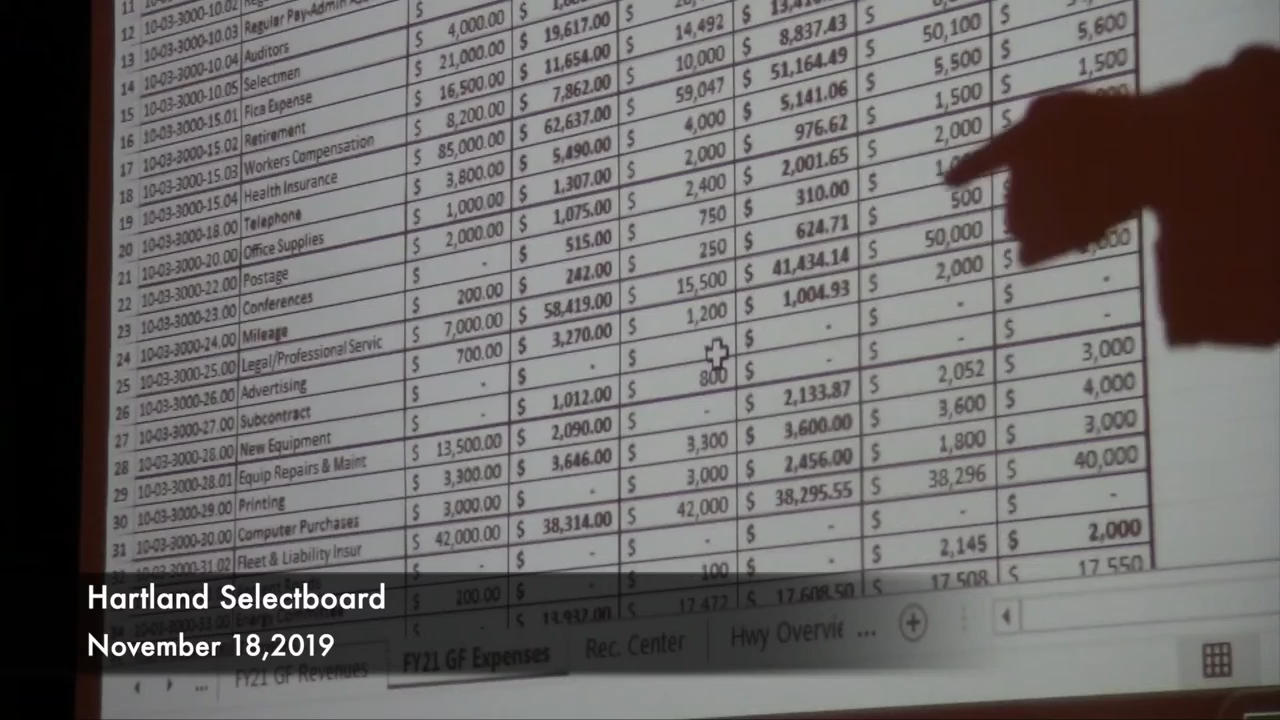 11
12 10-03-3000-10.02
13 10-03-3000-10.03 Regular Pay-Admin
14 10-03-3000-10.04 Auditors $
15 10-03-3000-10.05 Selectmen $ 4,000.00 $
16 10-03-3000-15.01 Fica Expense $ 21,000.00 $ 19,617.00 $
17 10-03-3000-15.02 Retirement $ 16,500.00 $ 11,654.00 $ 14,492 $
18 10-03-3000-15.03 Workers Compensation $ 8,200.00 $ 7,862.00 $ 10,000 $ 8,837.43 $
19 10-03-3000-15.04 Health Insurance $ 85,000.00 $ 62,637.00 $ 59,047 $ 51,164.49 $ 50,100 $
20 10-03-3000-18.00 Telephone $ 3,800.00 $ 5,490.00 $ 4,000 $ 5,141.06 $ 5,500 $ 5,600
21 10-03-3000-20.00 Office Supplies $ 1,000.00 $ 1,307.00 $ 2,000 $ 976.62 $ 1,500 $ 1,500
22 10-03-3000-22.00 Postage $ 2,000.00 $ 1,075.00 $ 2,400 $ 2,001.65 $ 2,000 $
23 10-03-3000-23.00 Conferences $ - $ 515.00 $ 750 $ 310.00 $
24 10-03-3000-24.00 Mileage $ 200.00 $ 242.00 $ 250 $ 624.71 $ 500
25 10-03-3000-25.00 Legal/Professional Servic $ 7,000.00 $ 58,419.00 $ 15,500 $ 41,434.14 $ 50,000
26 10-03-3000-26.00 Advertising $ 700.00 $ 3,270.00 $ 1,200 $ 1,004.93 $ 2,000 $
27 10-03-3000-27.00 Subcontract $ - $ - $ $ - $ - $ -
28 10-03-3000-28.00 New Equipment $ - $ 1,012.00 $ 800 $ - $ - $ -
29 10-03-3000-28.01 Equip Repairs & Maint $ 13,500.00 $ 2,090.00 $ - $ 2,133.87 $ 2,052 $ 3,000
30 10-03-3000-29.00 Printing $ 3,300.00 $ 3,646.00 $ 3,300 $ 3,600.00 $ 3,600 $ 4,000
31 10-03-3000-30.00 Computer Purchases $ 3,000.00 $ - $ 3,000 $ 2,456.00 $ 1,800 $ 3,000
32 10-03-3000-31.02 Fleet & Liability Insur $ 42,000.00 $ 38,314.00 $ 42,000 $ 38,295.55 $ 38,296 $ 40,000
$ - $ - $ - $ - $ - $ -
200.00 $ - $ 100 $ - $ 2,145 $ 2,000
$ 13,937.00 $ 17,472 $ 17,608.50 $ 17,508 $ 17,550
Hartland Selectboard
November 18,2019
... FY21 GF Revenues FY21 GF Expenses Rec. Center Hwy Overvie ...